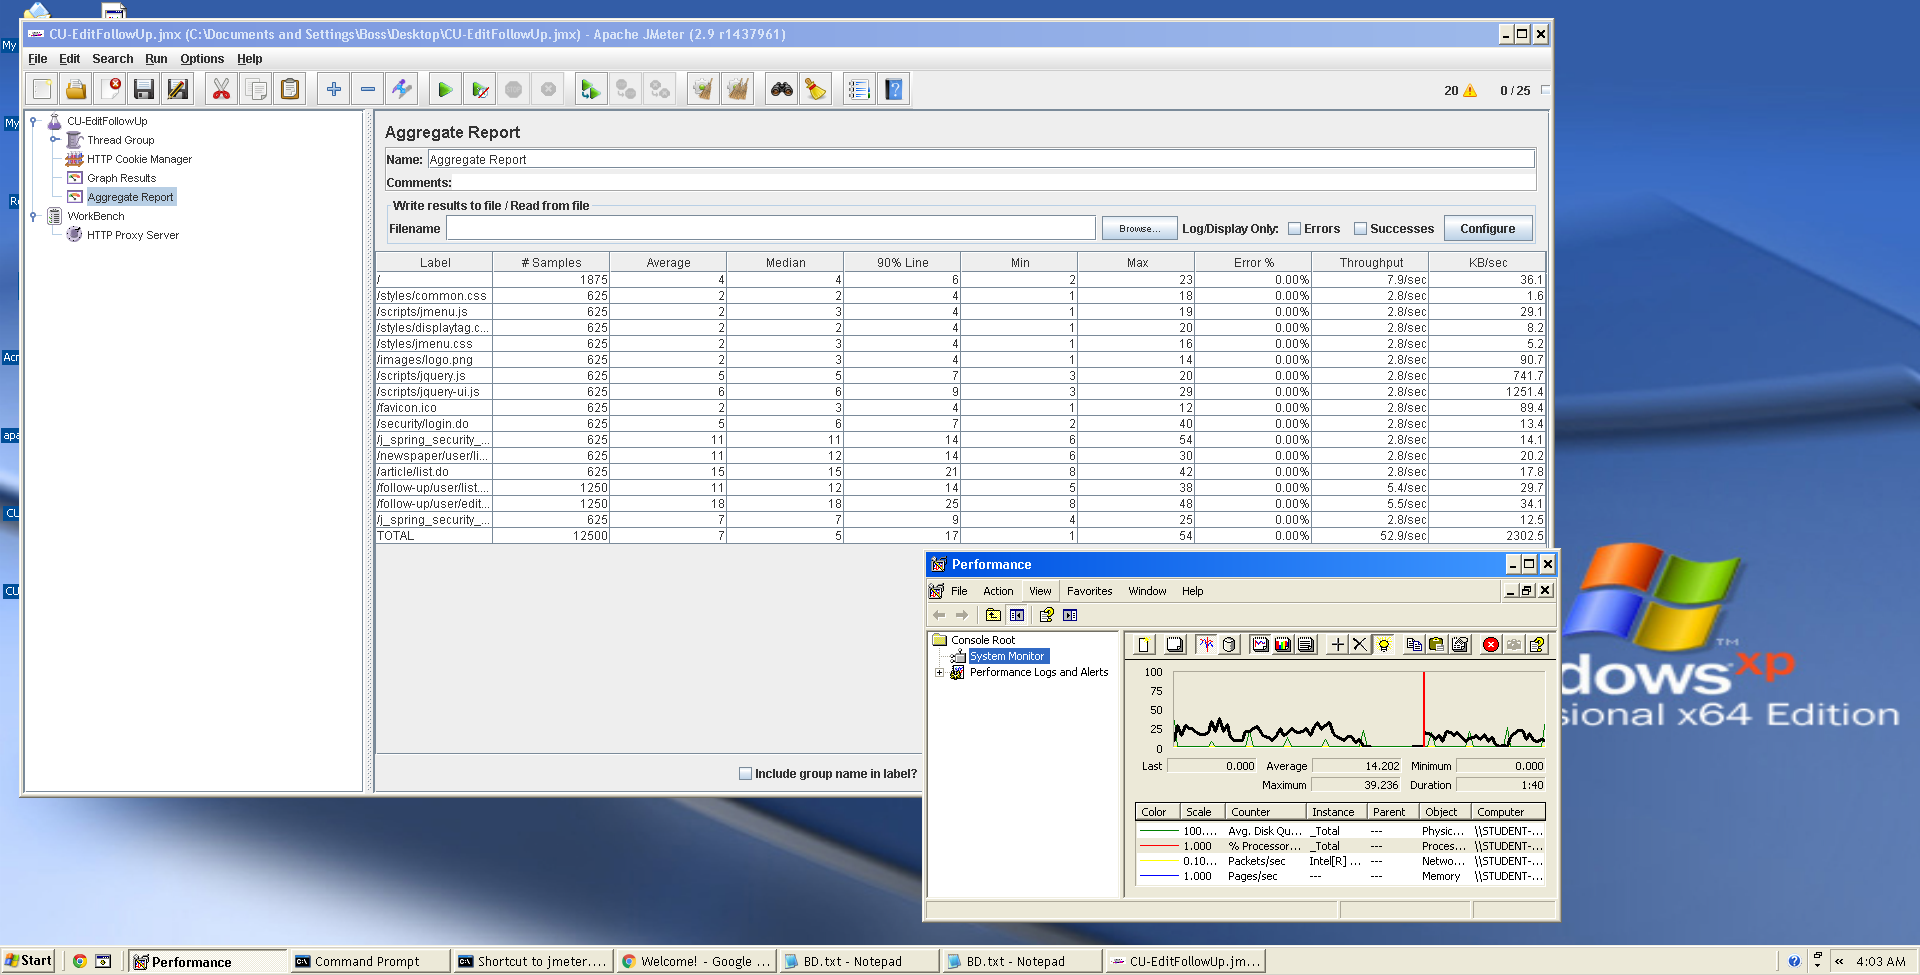 CU-EditFollowUp.jmx (C:\Documents and Settings\Boss\Desktop\CU-EditFollowUp.jmx) - Apache JMeter (2.9 r1437961)
My
File Edit Search Run Options Help
20 0 / 25
My
CU-EditFollowUp
Thread Group
HTTP Cookie Manager
Graph Results
Aggregate Report
WorkBench
HTTP Proxy Server
Aggregate Report
Name: Aggregate Report
Comments:
Write results to file / Read from file
Filename Browse... Log/Display Only: Errors Successes Configure
Label # Samples Average Median 90% Line Min Max Error % Throughput KB/sec
/ 1875 4 4 6 2 23 0.00% 7.9/sec 36.1
/styles/common.css 625 2 2 4 1 18 0.00% 2.8/sec 1.6
/scripts/jmenu.js 625 2 3 4 1 19 0.00% 2.8/sec 29.1
/styles/displaytag.c... 625 2 2 4 1 20 0.00% 2.8/sec 8.2
/styles/jmenu.css 625 2 3 4 1 16 0.00% 2.8/sec 5.2
/images/logo.png 625 2 3 4 1 14 0.00% 2.8/sec 90.7
/scripts/jquery.js 625 5 5 7 3 20 0.00% 2.8/sec 741.7
/scripts/jquery-ui.js 625 6 6 9 3 29 0.00% 2.8/sec 1251.4
/favicon.ico 625 2 3 4 1 12 0.00% 2.8/sec 89.4
/security/login.do 625 5 6 7 2 40 0.00% 2.8/sec 13.4
/j_spring_security_... 625 11 11 14 6 54 0.00% 2.8/sec 14.1
/newspaper/user/li... 625 11 12 14 6 30 0.00% 2.8/sec 20.2
/article/list.do 625 15 15 21 8 42 0.00% 2.8/sec 17.8
/follow-up/user/list.... 1250 11 12 14 5 38 0.00% 5.4/sec 29.7
/follow-up/user/edit... 1250 18 18 25 8 48 0.00% 5.5/sec 34.1
/j_spring_security_... 625 7 7 9 4 25 0.00% 2.8/sec 12.5
TOTAL 12500 7 5 17 1 54 0.00% 52.9/sec 2302.5
Include group name in label?
Acr
apa
CU
CU
Performance
File Action View Favorites Window Help
Console Root
System Monitor
Performance Logs and Alerts
100
75
50
25
0
Last 0.000 Average 14.202 Minimum 0.000
Maximum 39.236 Duration 1:40
Color Scale Counter Instance Parent Object Computer
100.... Avg. Disk Qu... _Total --- Physic... \\STUDENT-...
1.000 % Processor... _Total --- Proces... \\STUDENT-...
0.10... Packets/sec Intel[R] ... --- Netwo... \\STUDENT-...
1.000 Pages/sec --- --- Memory \\STUDENT-...
dows xp TM
sional x64 Edition
Start Performance Command Prompt Shortcut to jmeter.... Welcome! - Google ... BD.txt - Notepad BD.txt - Notepad CU-EditFollowUp.jm... « 4:03 AM